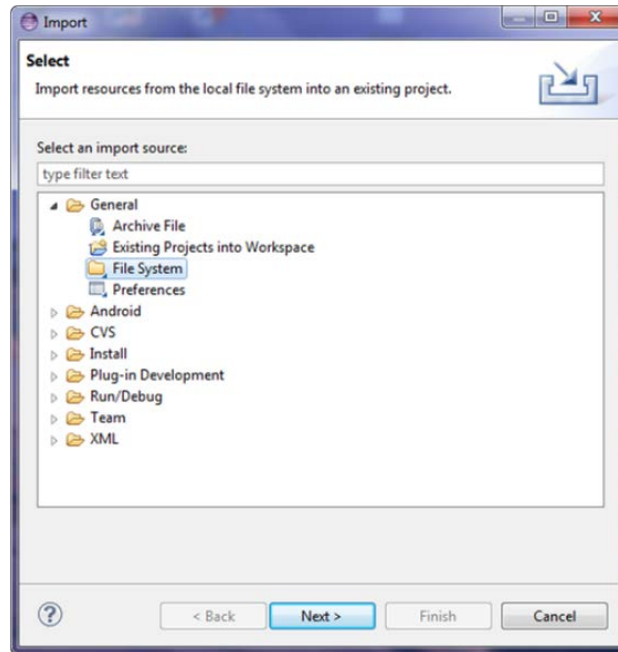 Import
Select
Import resources from the local file system into an existing project.
Select an import source:
type filter text
General
Archive File
Existing Projects into Workspace
File System
Preferences
Android
CVS
Install
Plug-in Development
Run/Debug
Team
XML
? < Back Next > Finish Cancel